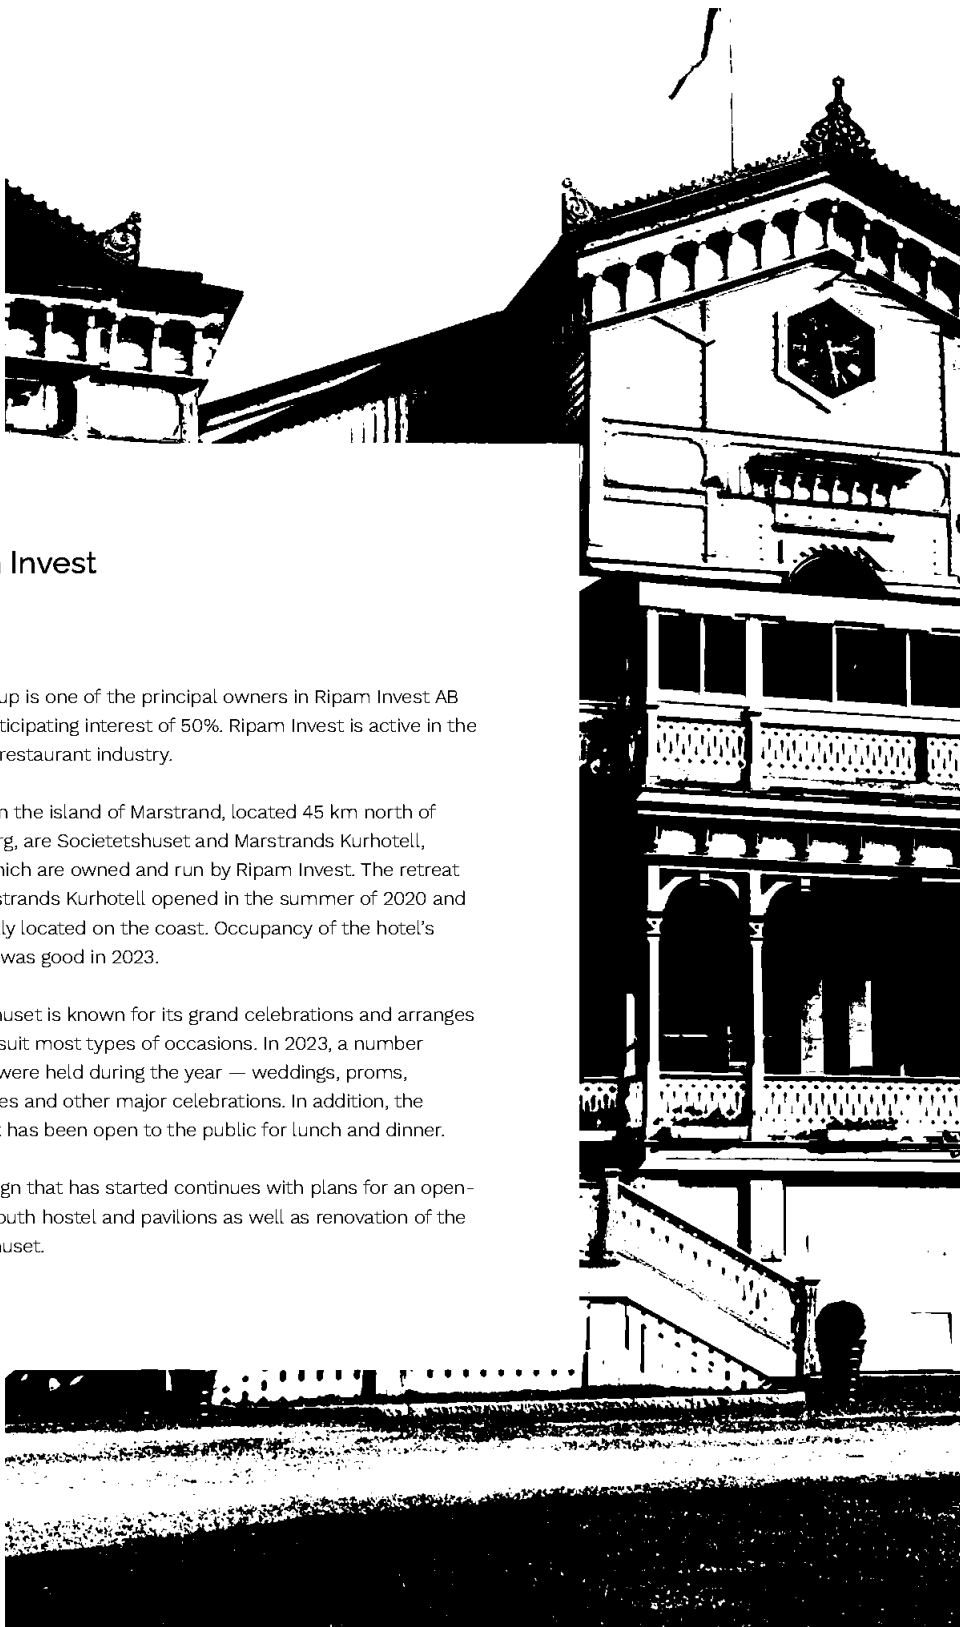 Invest
up is one of the principal owners in Ripam Invest AB
ticipating interest of 50%. Ripam Invest is active in the
restaurant industry.
n the island of Marstrand, located 45 km north of
rg, are Societetshuset and Marstrands Kurhotell,
hich are owned and run by Ripam Invest. The retreat
strands Kurhotell opened in the summer of 2020 and
ly located on the coast. Occupancy of the hotel’s
was good in 2023.
huset is known for its grand celebrations and arranges
suit most types of occasions. In 2023, a number
were held during the year — weddings, proms,
es and other major celebrations. In addition, the
has been open to the public for lunch and dinner.
gn that has started continues with plans for an open-
outh hostel and pavilions as well as renovation of the
huset.